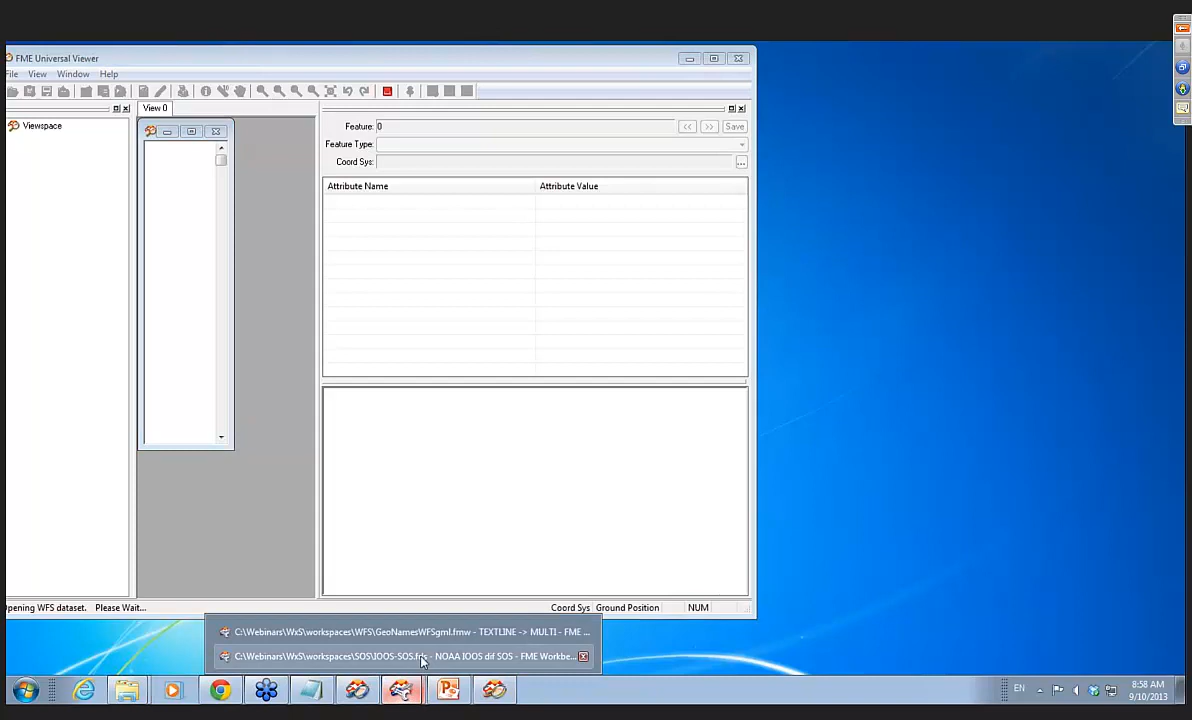 FME Universal Viewer
File View Window Help
View 0
Viewspace
Feature: 0
<< >> Save
Feature Type:
Coord Sys:
...
Attribute Name Attribute Value
Opening WFS dataset. Please Wait...
Coord Sys Ground Position NUM
C:\Webinars\WxS\workspaces\WFS\GeoNamesWFSgml.fmw - TEXTLINE -> MULTI - FME ...
C:\Webinars\WxS\workspaces\SOS\IOOS-SOS.fds - NOAA IOOS dif SOS - FME Workbe...
EN
8:58 AM
9/10/2013